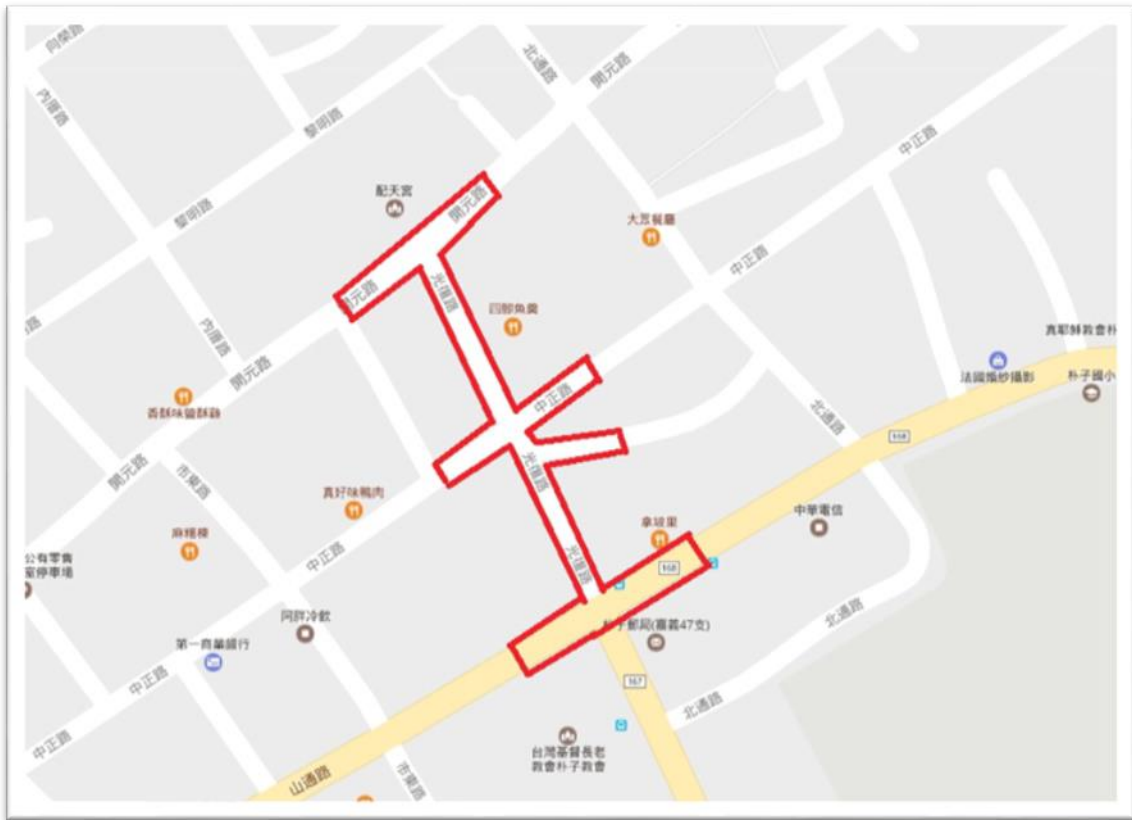 向榮路
北通路
開元路
內厝路
黎明路
中正路
配天宮
開元路
黎明路
大眾餐廳
中正路
開元路
光復路
四腳魚羹
內厝路
真耶穌教會朴
開元路
法國婚紗攝影
朴子國小
香酥味鹽酥雞
中正路
北通路
168
開元路
市東路
光復路
真好味鴨肉
中華電信
拿坡里
公有零售
室停車場
中正路
光復路
168
阿胖冷飲
朴子郵局(嘉義47支)
北通路
第一商業銀行
中正路
167
北通路
中正路
台灣基督長老
教會朴子教會
山通路
市東路